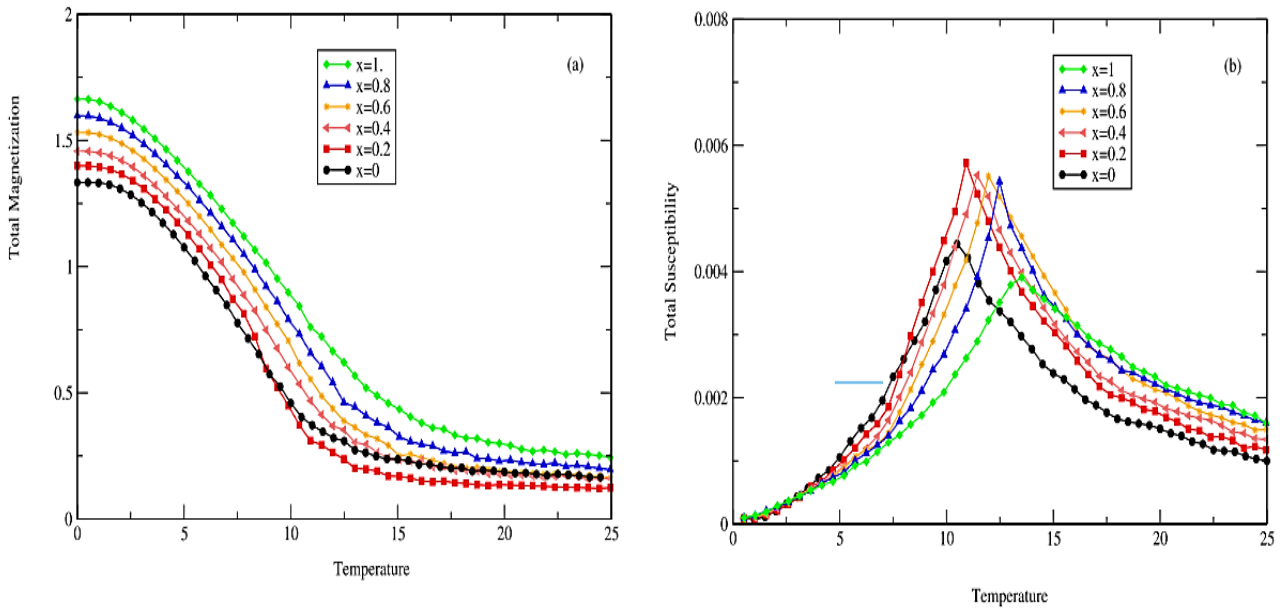 2
1.5
1
0.5
0
0
5
10
15
20
25
Total Magnetization
Temperature
(a)
x=1.
x=0.8
x=0.6
x=0.4
x=0.2
x=0
0.008
0.006
0.004
0.002
0
0
5
10
15
20
25
Total Susceptibility
Temperature
(b)
x=1
x=0.8
x=0.6
x=0.4
x=0.2
x=0